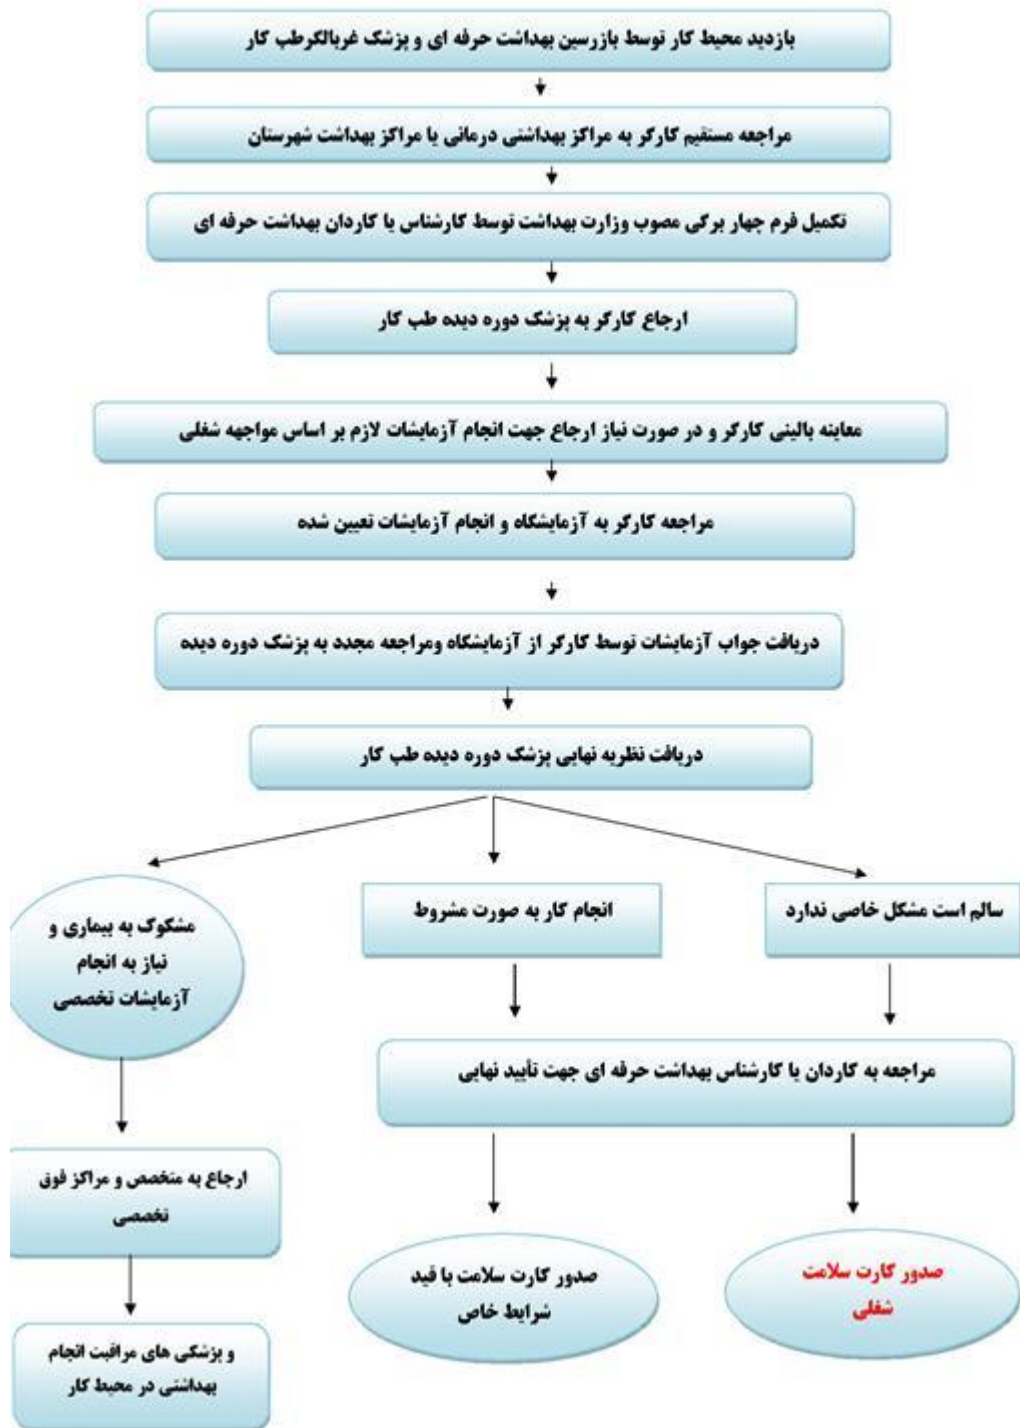 بازدید محیط کار توسط بازرسین بهداشت حرفه ای و پزشک غربالگرطب کار
مراجعه مستقیم کارگر به مراکز بهداشتی درمانی یا مراکز بهداشت شهرستان
تکمیل فرم چهار برگی مصوب وزارت بهداشت توسط کارشناس یا کاردان بهداشت حرفه ای
ارجاع کارگر به پزشک دوره دیده طب کار
معاینه بالینی کارگر و در صورت نیاز ارجاع جهت انجام آزمایشات لازم بر اساس مواجهه شغلی
مراجعه کارگر به آزمایشگاه و انجام آزمایشات تعیین شده
دریافت جواب آزمایشات توسط کارگر از آزمایشگاه ومراجعه مجدد به پزشک دوره دیده
دریافت نظریه نهایی پزشک دوره دیده طب کار
سالم است مشکل خاصی ندارد
انجام کار به صورت مشروط
مشکوک به بیماری و
نیاز به انجام
آزمایشات تخصصی
مراجعه به کاردان یا کارشناس بهداشت حرفه ای جهت تأیید نهایی
صدور کارت سلامت
شغلی
صدور کارت سلامت با قید
شرایط خاص
ارجاع به متخصص و مراکز فوق
تخصصی
و پزشکی های مراقبت انجام
بهداشتی در محیط کار